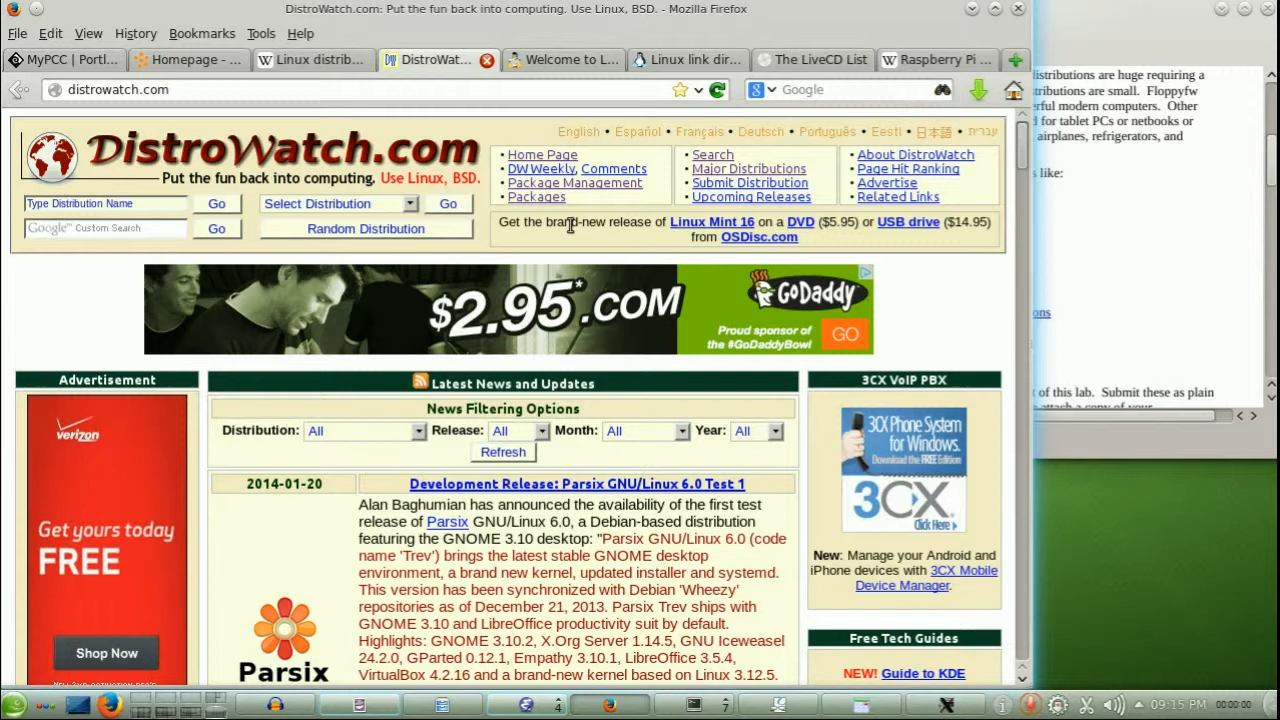 DistroWatch.com: Put the fun back into computing. Use Linux, BSD. - Mozilla Firefox
File Edit View History Bookmarks Tools Help
MyPCC | Portl...
Homepage - ...
Linux distrib...
DistroWat...
Welcome to L...
Linux link dir...
The LiveCD List
Raspberry Pi ...
distrowatch.com
Google
DistroWatch.com
Put the fun back into computing. Use Linux, BSD.
English • Español • Français • Deutsch • Português • Eesti • 日本語 • עברית
• Home Page
• DW Weekly, Comments
• Package Management
• Packages
• Search
• Major Distributions
• Submit Distribution
• Upcoming Releases
• About DistroWatch
• Page Hit Ranking
• Advertise
• Related Links
Type Distribution Name Go Select Distribution Go
Google™ Custom Search Go Random Distribution
Get the brand-new release of Linux Mint 16 on a DVD ($5.95) or USB drive ($14.95)
from OSDisc.com
$2.95*.COM
GoDaddy
Proud sponsor of
the #GoDaddyBowl
GO
Advertisement
verizon
Get yours today
FREE
Shop Now
Latest News and Updates
News Filtering Options
Distribution: All Release: All Month: All Year: All
Refresh
2014-01-20
Development Release: Parsix GNU/Linux 6.0 Test 1
Parsix
Alan Baghumian has announced the availability of the first test
release of Parsix GNU/Linux 6.0, a Debian-based distribution
featuring the GNOME 3.10 desktop: "Parsix GNU/Linux 6.0 (code
name 'Trev') brings the latest stable GNOME desktop
environment, a brand new kernel, updated installer and systemd.
This version has been synchronized with Debian 'Wheezy'
repositories as of December 21, 2013. Parsix Trev ships with
GNOME 3.10 and LibreOffice productivity suit by default.
Highlights: GNOME 3.10.2, X.Org Server 1.14.5, GNU Iceweasel
24.2.0, GParted 0.12.1, Empathy 3.10.1, LibreOffice 3.5.4,
VirtualBox 4.2.16 and a brand-new kernel based on Linux 3.12.5.
3CX VoIP PBX
3CX Phone System
for Windows.
Download the FREE Edition
3CX
Click Here
New: Manage your Android and
iPhone devices with 3CX Mobile
Device Manager.
Free Tech Guides
NEW! Guide to KDE
distributions are huge requiring a
tributions are small. Floppyfw
erful modern computers. Other
d for tablet PCs or netbooks or
airplanes, refrigerators, and
s like:
ons
t of this lab. Submit these as plain
4
7
09:15 PM
00:00:00